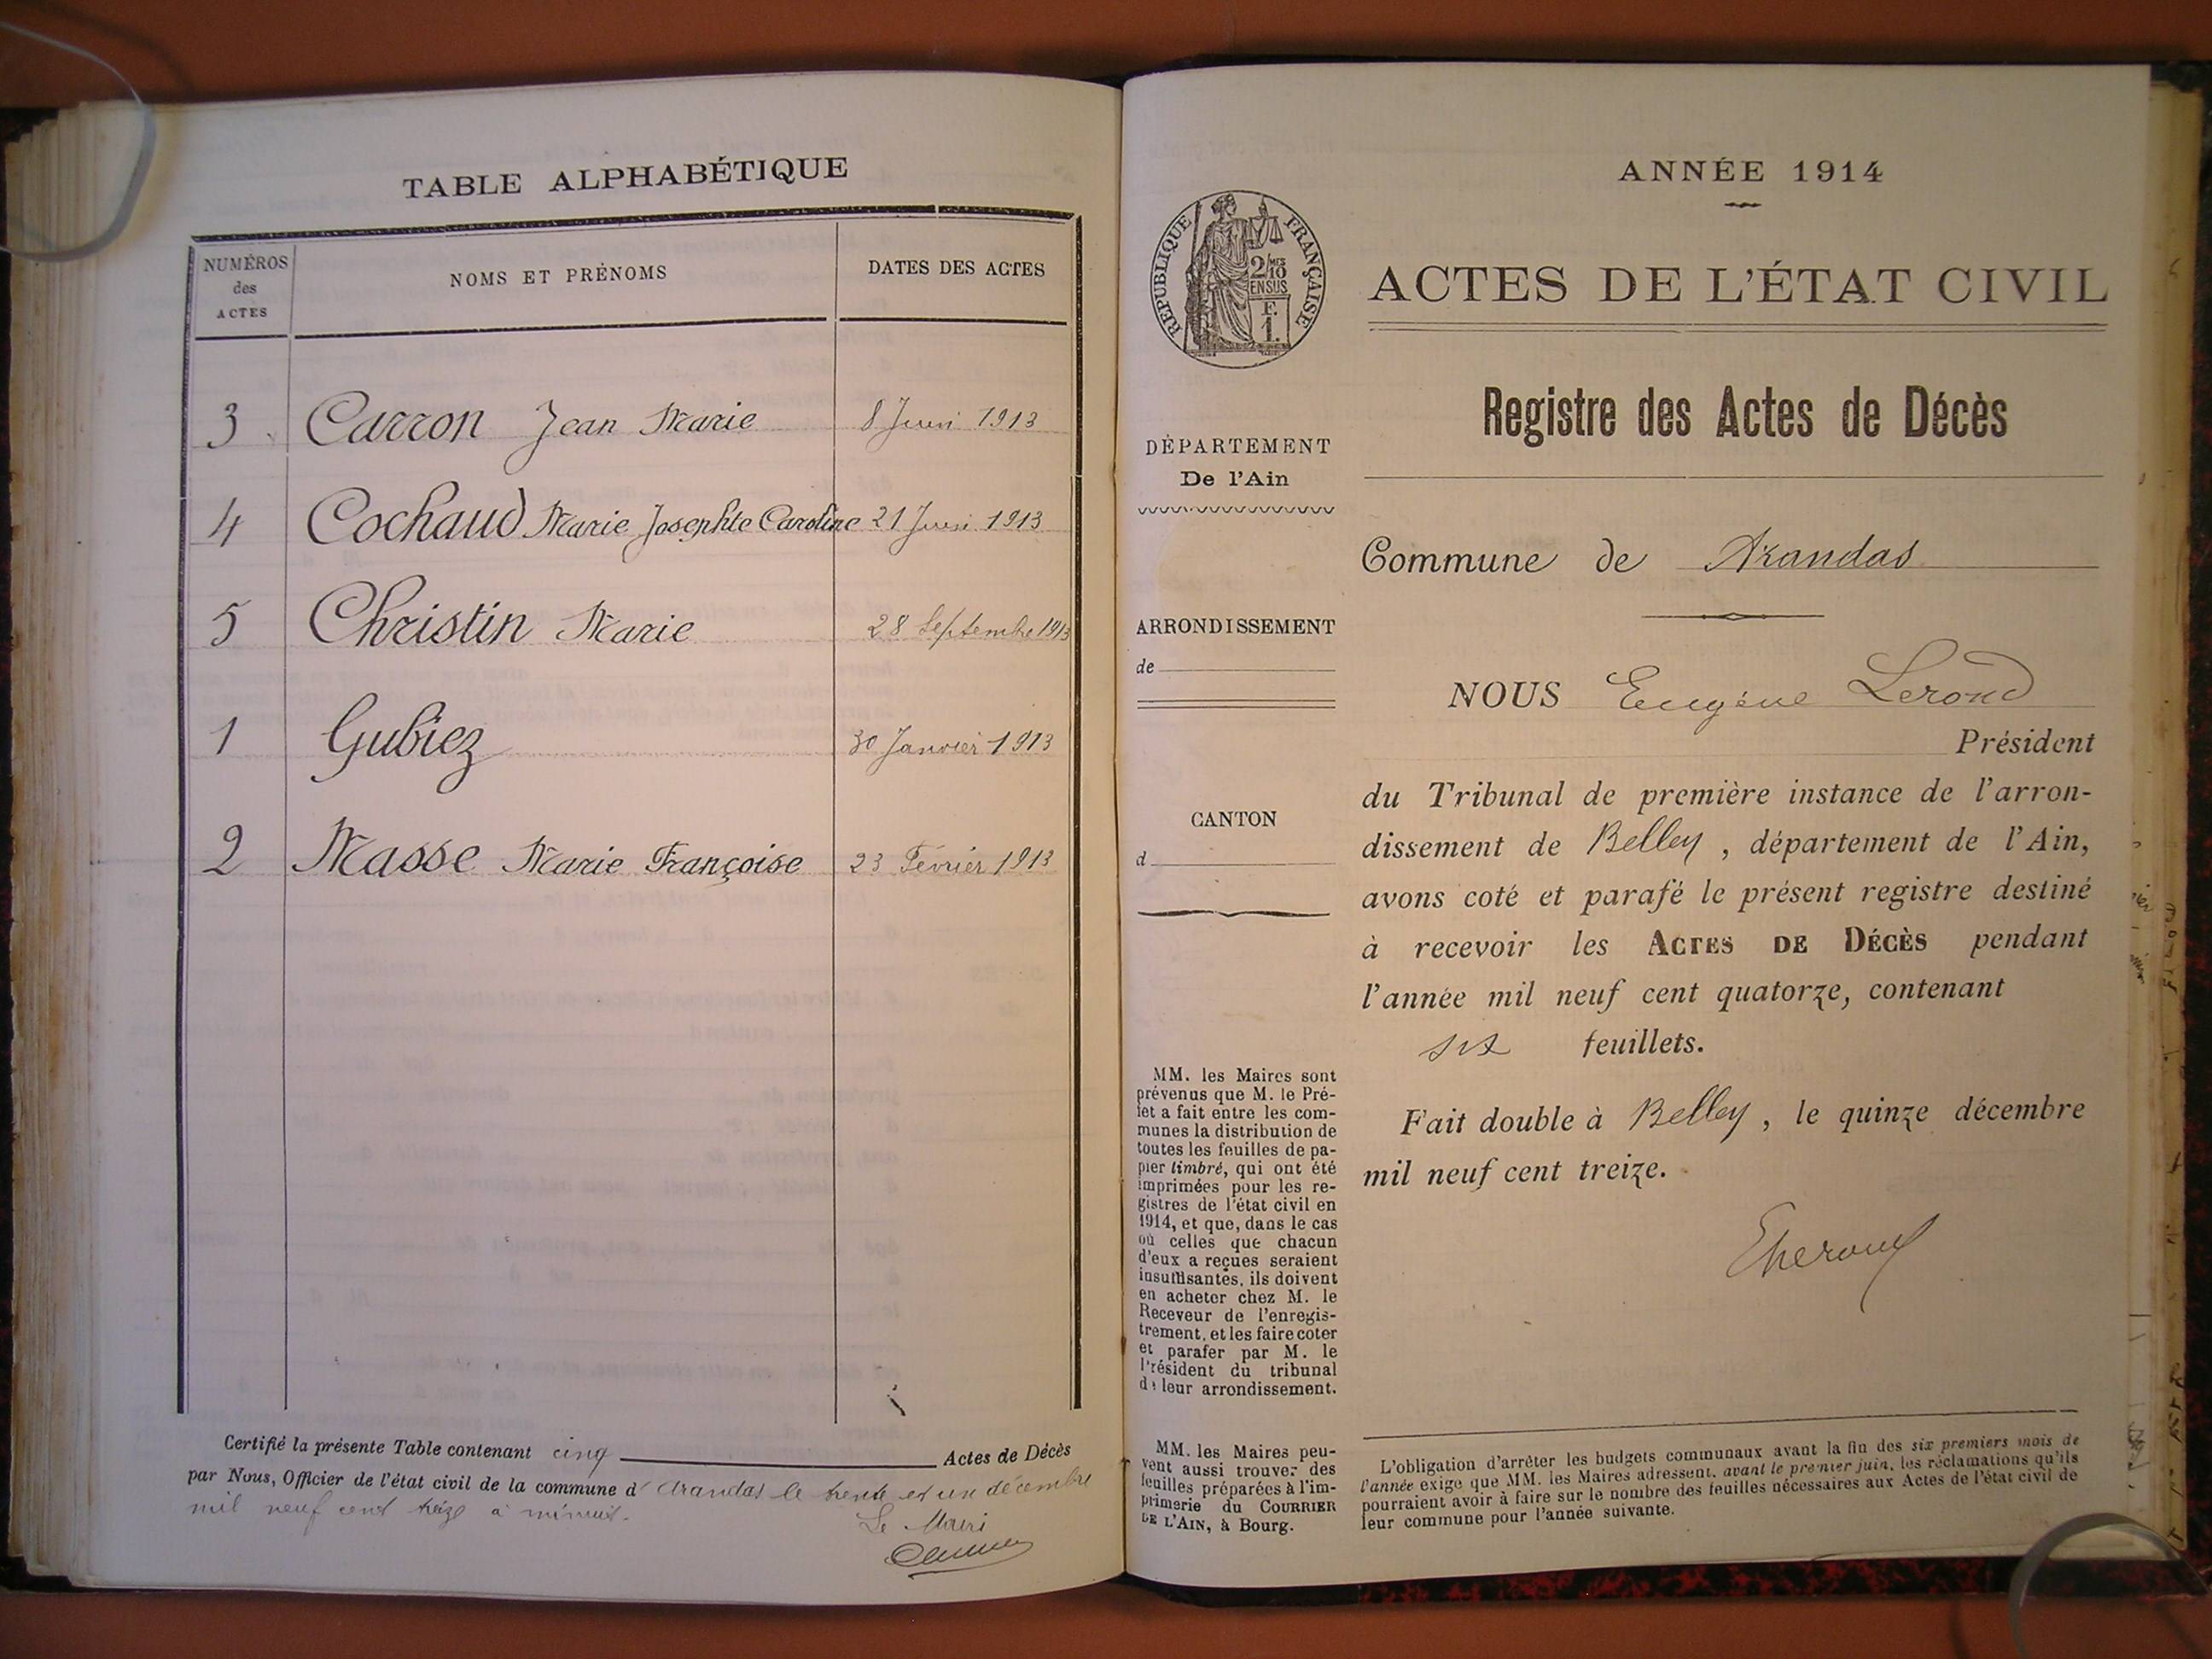 TABLE ALPHABÉTIQUE
NUMÉROS
des
ACTES
NOMS ET PRÉNOMS
DATES DES ACTES
3 Carron Jean Marie 8 Juin 1913
4 Cochaud Marie Josephte Caroline 21 Juin 1913
5 Christin Marie 28 Septembre 1913
1 Gubiez 30 Janvier 1913
2 Masse Marie Françoise 23 Février 1913
Certifié la présente Table contenant cinq Actes de Décès
par Nous, Officier de l'état civil de la commune d' Arandas le trente et un décembre
mil neuf cent treize à minuit.
Le Maire
ANNÉE 1914
RÉPUBLIQUE FRANÇAISE
2/10 MES
EN SUS
F.
1.
ACTES DE L'ÉTAT CIVIL
Registre des Actes de Décès
DÉPARTEMENT
De l'Ain
Commune de Arandas
ARRONDISSEMENT
de
NOUS Eugène Lerond
Président
du Tribunal de première instance de l'arron-
dissement de Belley, département de l'Ain,
avons coté et parafé le présent registre destiné
à recevoir les ACTES DE DÉCÈS pendant
l'année mil neuf cent quatorze, contenant
six feuillets.
Fait double à Belley, le quinze décembre
mil neuf cent treize.
CANTON
d
MM. les Maires sont
prévenus que M. le Pré-
fet a fait entre les com-
munes la distribution de
toutes les feuilles de pa-
pier timbré, qui ont été
imprimées pour les re-
gistres de l'état civil en
1914, et que, dans le cas
où celles que chacun
d'eux a reçues seraient
insuffisantes, ils doivent
en acheter chez M. le
Receveur de l'enregis-
trement, et les faire coter
et parafer par M. le
Président du tribunal
de leur arrondissement.
MM. les Maires peu-
vent aussi trouver des
feuilles préparées à l'im-
primerie du COURRIER
DE L'AIN, à Bourg.
L'obligation d'arrêter les budgets communaux avant la fin des six premiers mois de
l'année exige que MM. les Maires adressent, avant le premier juin, les réclamations qu'ils
pourraient avoir à faire sur le nombre des feuilles nécessaires aux Actes de l'état civil de
leur commune pour l'année suivante.